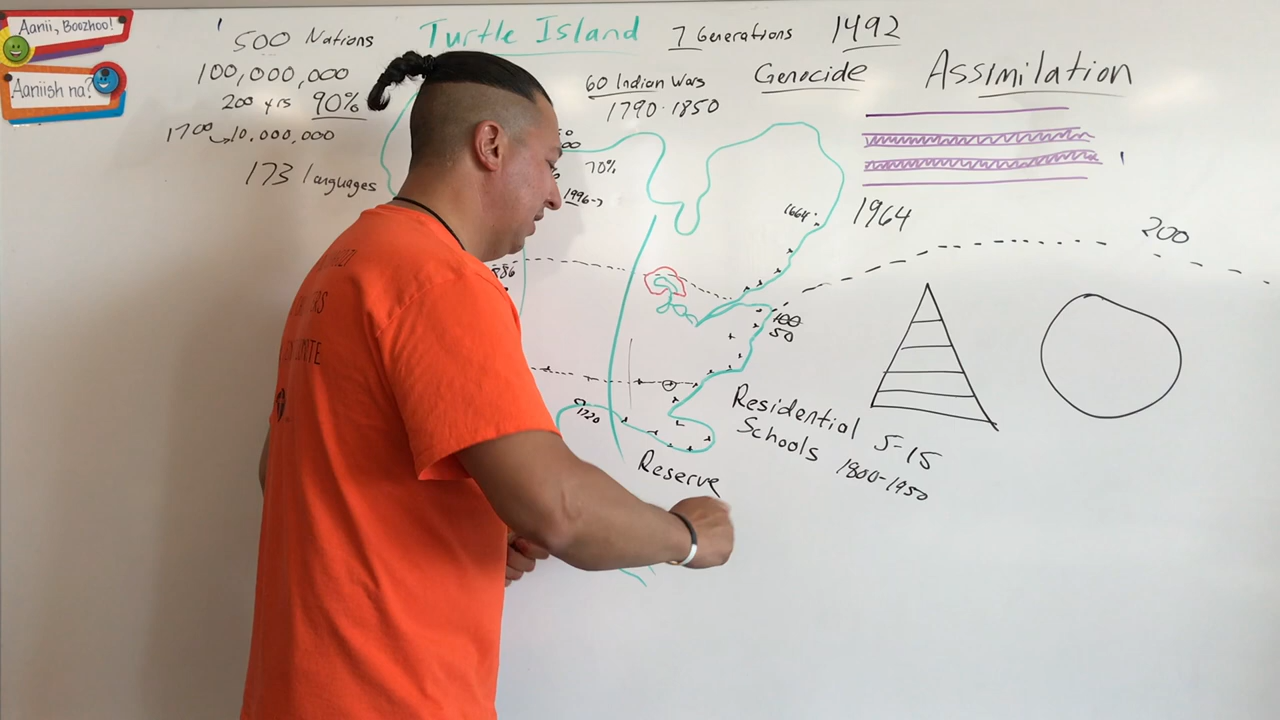 Aanii, Boozhoo!
Aaniish na?
500 Nations
100,000,000
200 yrs 90%
1700 10.000,000
173 languages
Turtle Island
7 Generations
1492
60 Indian Wars
1790-1850
Genocide
Assimilation
70%
1996
1664
1964
200
100
50
1720
Residential
Schools 5-15
1800-1950
Reserve